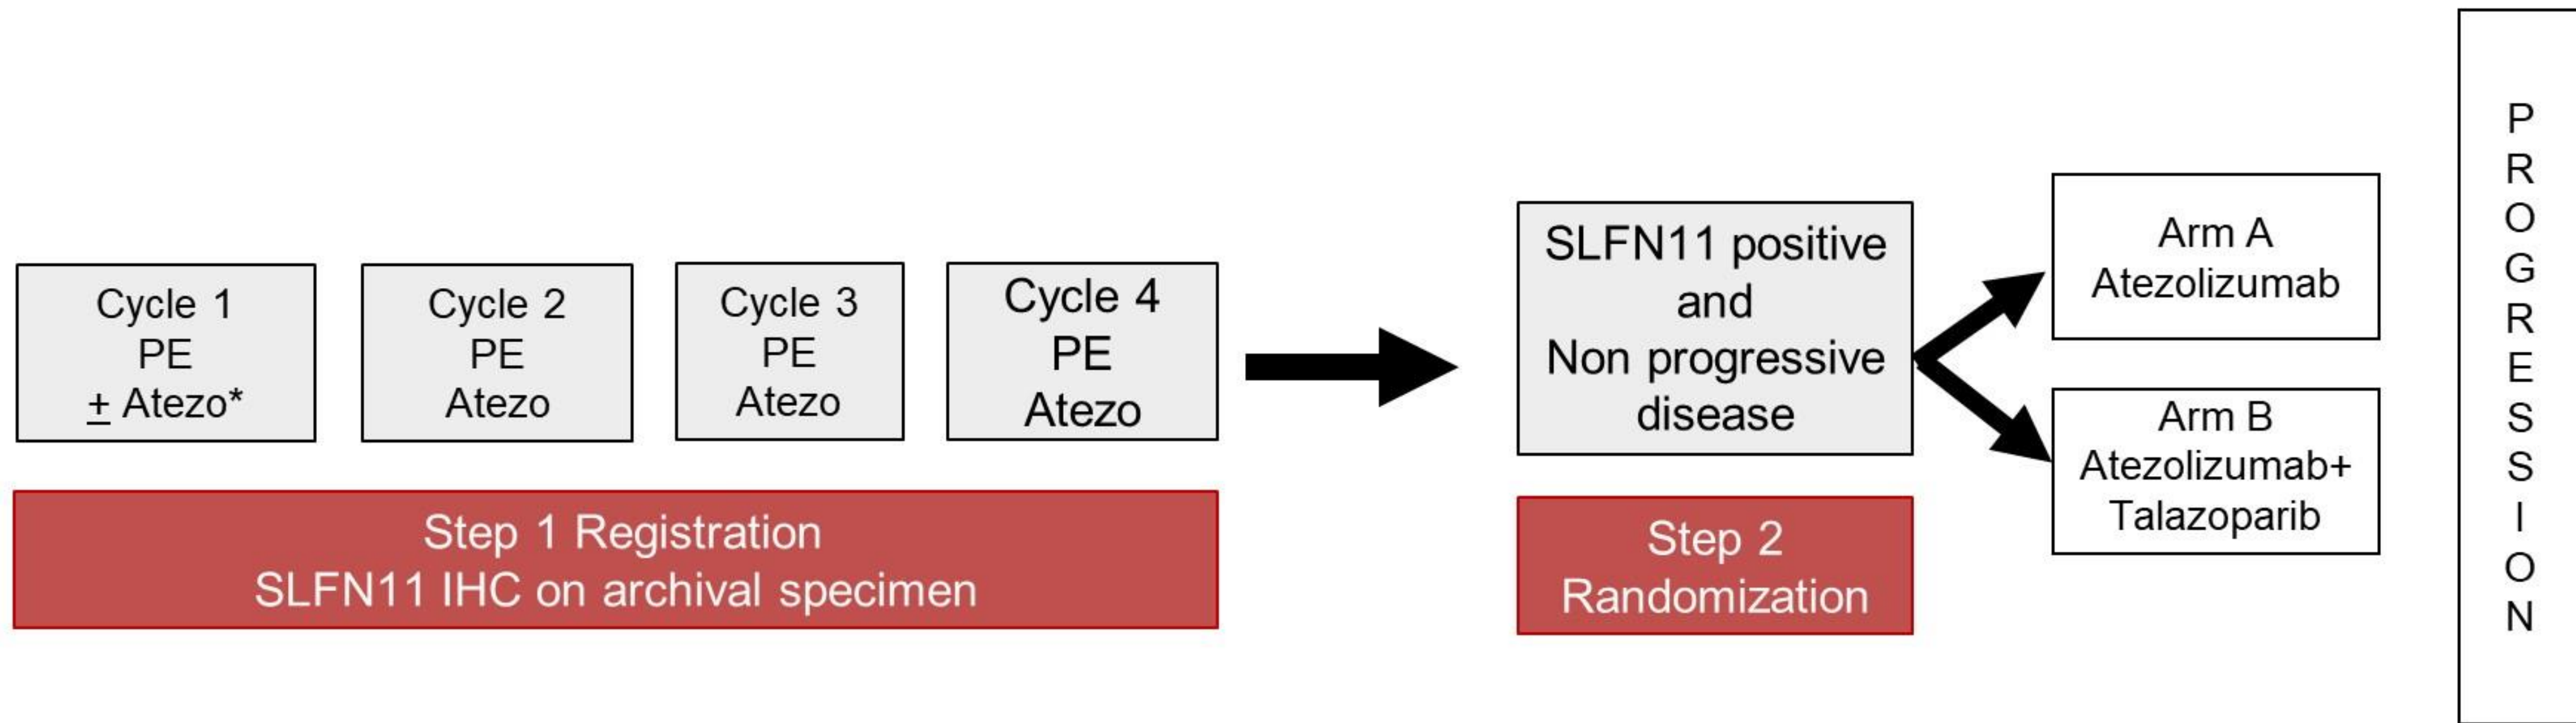 Cycle 1
PE
± Atezo*
Cycle 2
PE
Atezo
Cycle 3
PE
Atezo
Cycle 4
PE
Atezo
Step 1 Registration
SLFN11 IHC on archival specimen
SLFN11 positive
and
Non progressive
disease
Step 2
Randomization
Arm A
Atezolizumab
Arm B
Atezolizumab+
Talazoparib
P
R
O
G
R
E
S
S
I
O
N